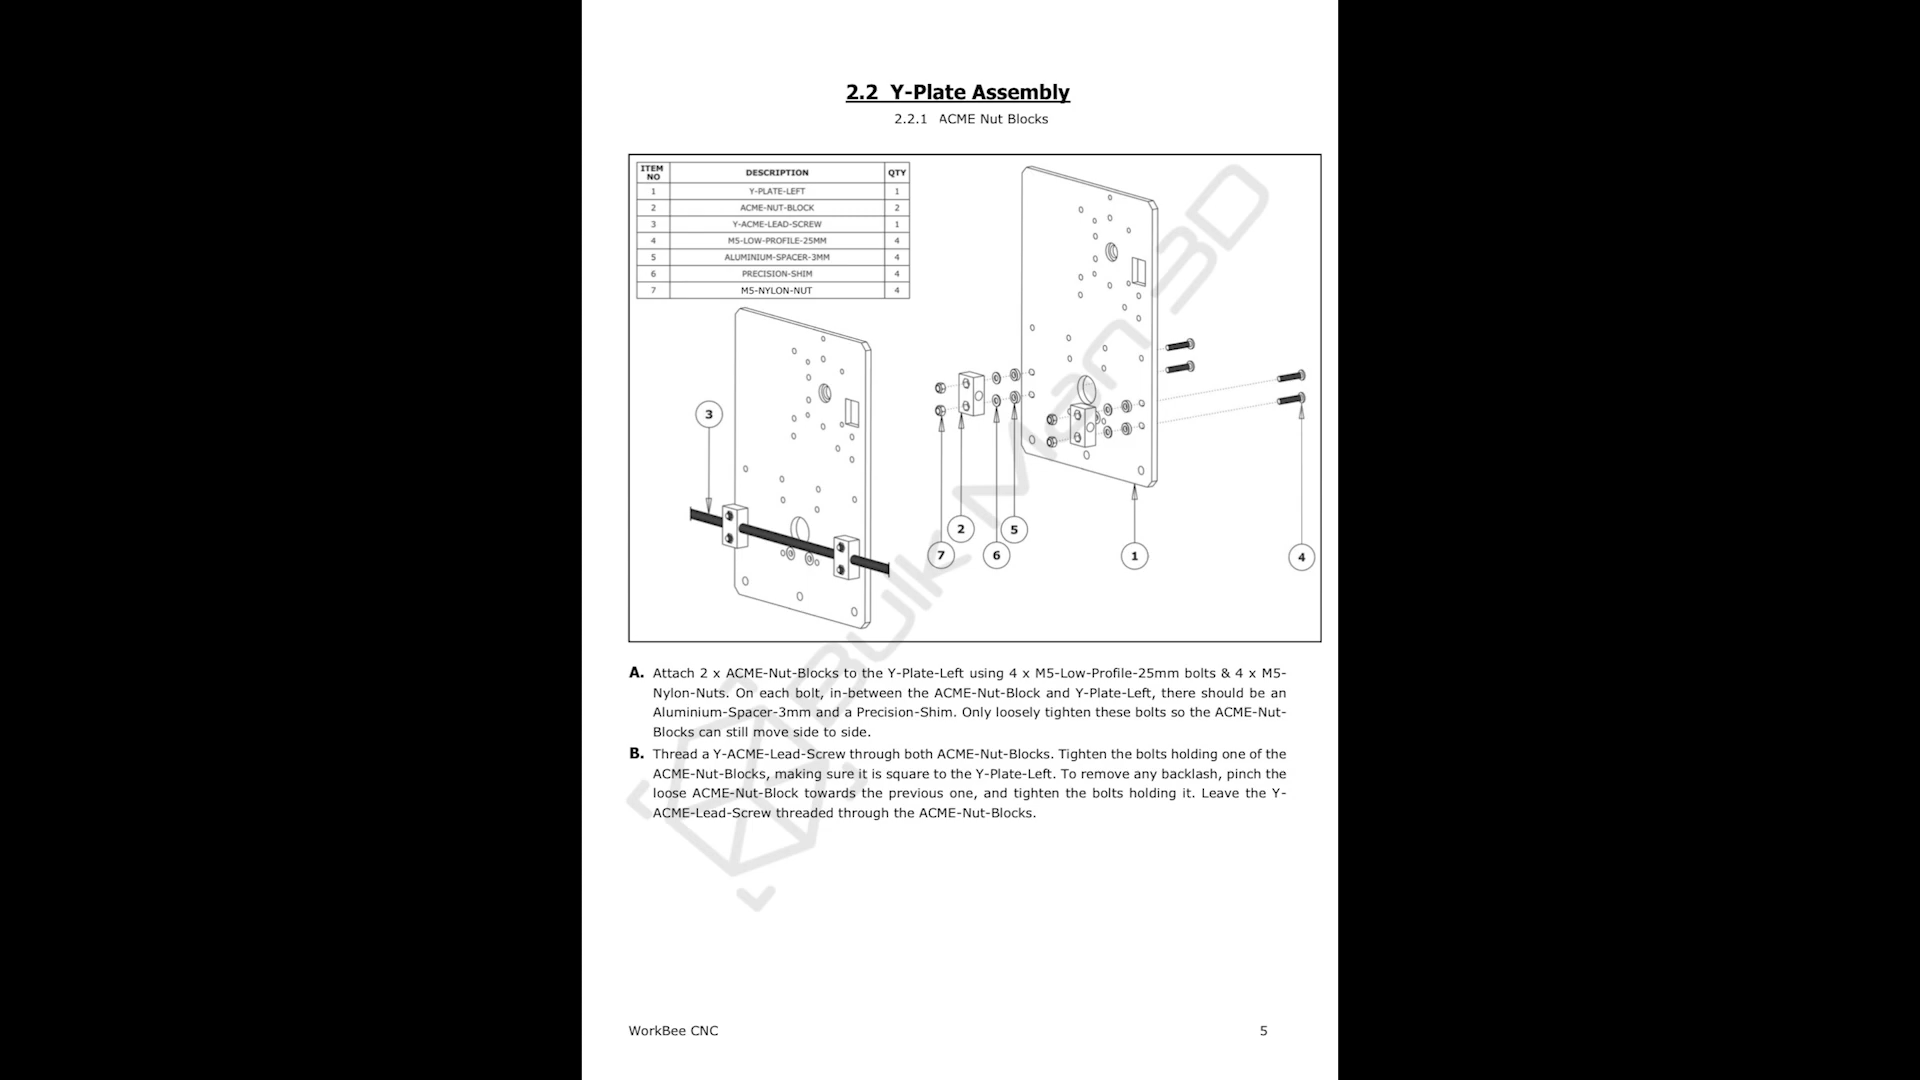 2.2 Y-Plate Assembly
2.2.1 ACME Nut Blocks
ITEM NO DESCRIPTION QTY
1 Y-PLATE-LEFT 1
2 ACME-NUT-BLOCK 2
3 Y-ACME-LEAD-SCREW 1
4 M5-LOW-PROFILE-25MM 4
5 ALUMINIUM-SPACER-3MM 4
6 PRECISION-SHIM 4
7 M5-NYLON-NUT 4
3
2
5
7
6
1
4
Bulk Man 3D
A. Attach 2 x ACME-Nut-Blocks to the Y-Plate-Left using 4 x M5-Low-Profile-25mm bolts & 4 x M5-
Nylon-Nuts. On each bolt, in-between the ACME-Nut-Block and Y-Plate-Left, there should be an
Aluminium-Spacer-3mm and a Precision-Shim. Only loosely tighten these bolts so the ACME-Nut-
Blocks can still move side to side.
B. Thread a Y-ACME-Lead-Screw through both ACME-Nut-Blocks. Tighten the bolts holding one of the
ACME-Nut-Blocks, making sure it is square to the Y-Plate-Left. To remove any backlash, pinch the
loose ACME-Nut-Block towards the previous one, and tighten the bolts holding it. Leave the Y-
ACME-Lead-Screw threaded through the ACME-Nut-Blocks.
WorkBee CNC
5